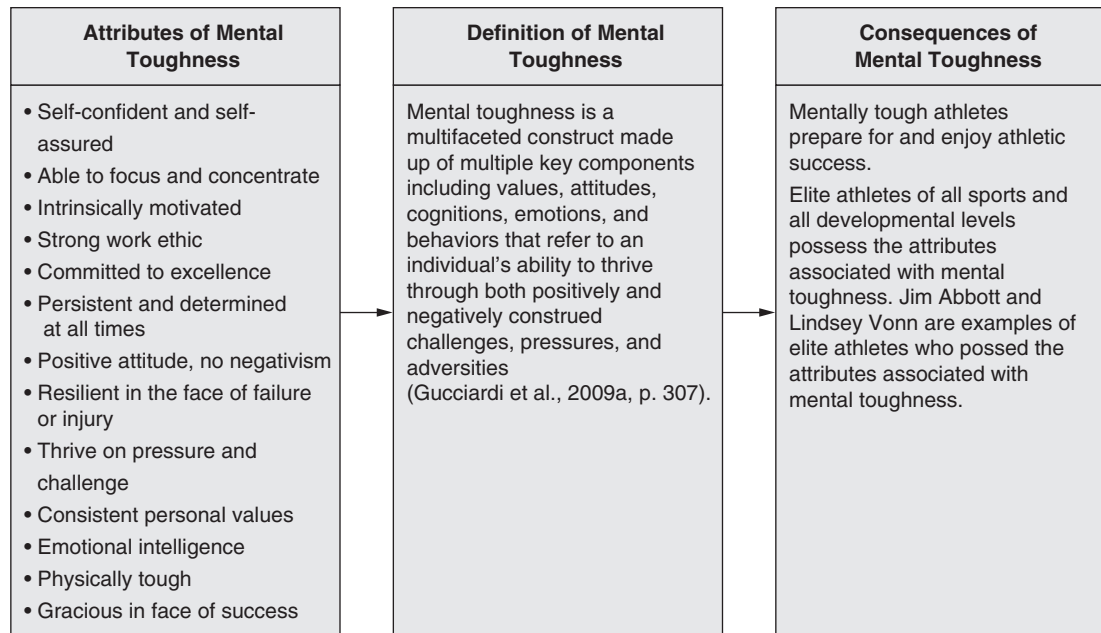 Attributes of Mental
Toughness
• Self-confident and self-
assured
• Able to focus and concentrate
• Intrinsically motivated
• Strong work ethic
• Committed to excellence
• Persistent and determined
at all times
• Positive attitude, no negativism
• Resilient in the face of failure
or injury
• Thrive on pressure and
challenge
• Consistent personal values
• Emotional intelligence
• Physically tough
• Gracious in face of success
Definition of Mental
Toughness
Mental toughness is a
multifaceted construct made
up of multiple key components
including values, attitudes,
cognitions, emotions, and
behaviors that refer to an
individual's ability to thrive
through both positively and
negatively construed
challenges, pressures, and
adversities
(Gucciardi et al., 2009a, p. 307).
Consequences of
Mental Toughness
Mentally tough athletes
prepare for and enjoy athletic
success.
Elite athletes of all sports and
all developmental levels
possess the attributes
associated with mental
toughness. Jim Abbott and
Lindsey Vonn are examples of
elite athletes who possed the
attributes associated with
mental toughness.